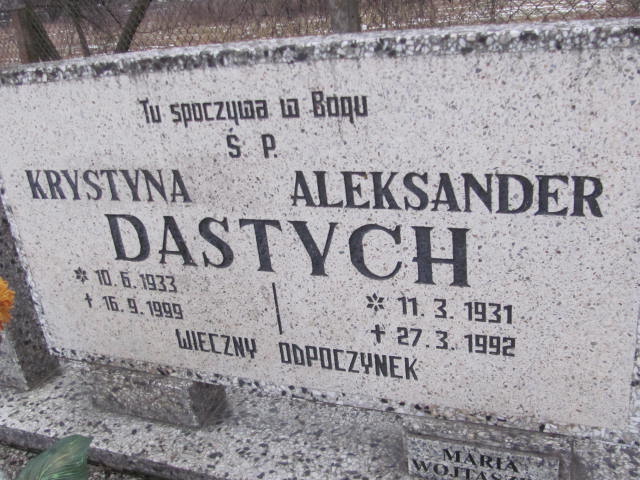 Tu spoczywa w Bogu
Ś P.
KRYSTYNA ALEKSANDER
DASTYCH
* 10. 6. 1933 * 11. 3. 1931
† 16. 9. 1999 † 27. 3. 1992
WIECZNY ODPOCZYNEK
MARIA